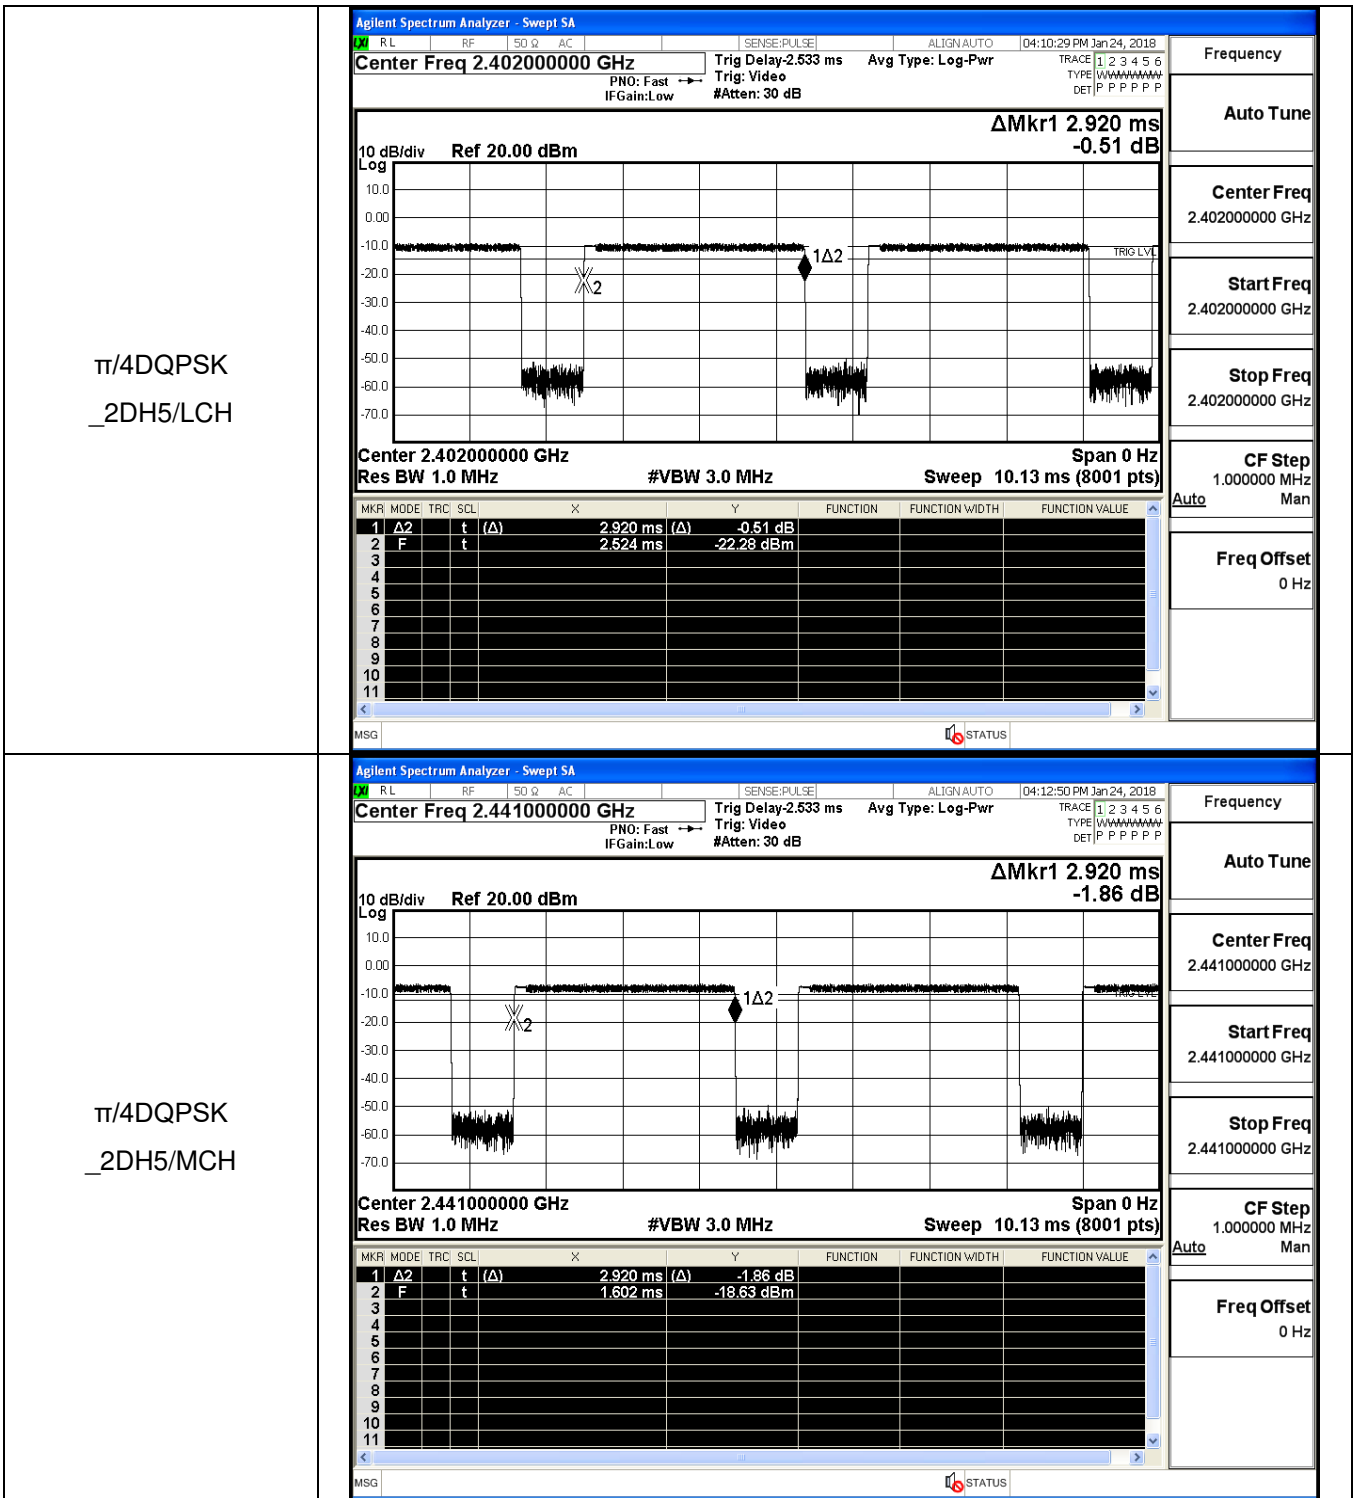 π/4DQPSK
_2DH5/LCH
Agilent Spectrum Analyzer - Swept SA
LXI RL RF 50 Ω AC SENSE:PULSE ALIGN AUTO 04:10:29 PM Jan 24, 2018
Center Freq 2.402000000 GHz
PNO: Fast
IFGain:Low
Trig Delay-2.533 ms
Trig: Video
#Atten: 30 dB
Avg Type: Log-Pwr
TRACE 1 2 3 4 5 6
TYPE WWWWWW
DET P P P P P P
ΔMkr1 2.920 ms
-0.51 dB
10 dB/div Ref 20.00 dBm
Log
10.0
0.00
-10.0
-20.0
-30.0
-40.0
-50.0
-60.0
-70.0
1Δ2
2
TRIG LVL
Center 2.402000000 GHz Span 0 Hz
Res BW 1.0 MHz #VBW 3.0 MHz Sweep 10.13 ms (8001 pts)
MKR MODE TRC SCL X Y FUNCTION FUNCTION WIDTH FUNCTION VALUE
1 Δ2 t (Δ) 2.920 ms (Δ) -0.51 dB
2 F t 2.524 ms -22.28 dBm
3
4
5
6
7
8
9
10
11
MSG STATUS
Frequency
Auto Tune
Center Freq
2.402000000 GHz
Start Freq
2.402000000 GHz
Stop Freq
2.402000000 GHz
CF Step
1.000000 MHz
Auto Man
Freq Offset
0 Hz
π/4DQPSK
_2DH5/MCH
Agilent Spectrum Analyzer - Swept SA
LXI RL RF 50 Ω AC SENSE:PULSE ALIGN AUTO 04:12:50 PM Jan 24, 2018
Center Freq 2.441000000 GHz
PNO: Fast
IFGain:Low
Trig Delay-2.533 ms
Trig: Video
#Atten: 30 dB
Avg Type: Log-Pwr
TRACE 1 2 3 4 5 6
TYPE WWWWWW
DET P P P P P P
ΔMkr1 2.920 ms
-1.86 dB
10 dB/div Ref 20.00 dBm
Log
10.0
0.00
-10.0
-20.0
-30.0
-40.0
-50.0
-60.0
-70.0
1Δ2
2
TRIG LVL
Center 2.441000000 GHz Span 0 Hz
Res BW 1.0 MHz #VBW 3.0 MHz Sweep 10.13 ms (8001 pts)
MKR MODE TRC SCL X Y FUNCTION FUNCTION WIDTH FUNCTION VALUE
1 Δ2 t (Δ) 2.920 ms (Δ) -1.86 dB
2 F t 1.602 ms -18.63 dBm
3
4
5
6
7
8
9
10
11
MSG STATUS
Frequency
Auto Tune
Center Freq
2.441000000 GHz
Start Freq
2.441000000 GHz
Stop Freq
2.441000000 GHz
CF Step
1.000000 MHz
Auto Man
Freq Offset
0 Hz